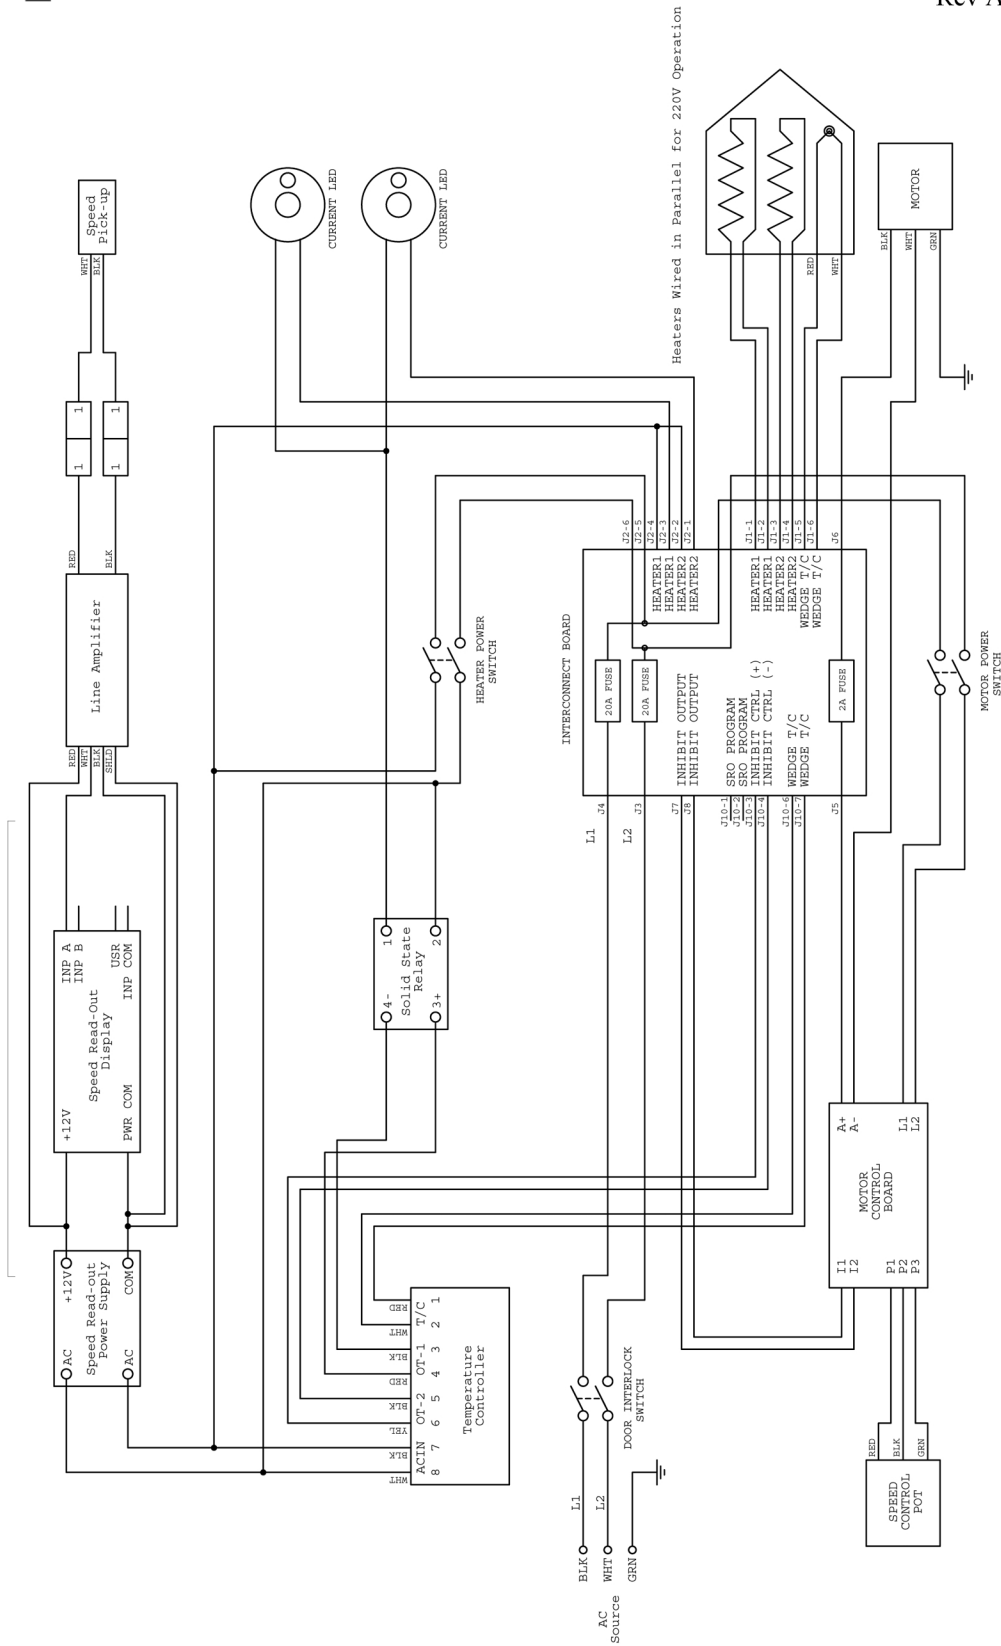 Rev A
Heaters Wired in Parallel for 220V Operation
Speed
pick-up
WHT
BLK
1
1
1
1
RED
BLK
Line Amplifier
RED
WHT
BLK
SHLD
INP A
INP B
USR
INP COM
Speed Read-Out
Display
+12V
PWR COM
+12V
COM
Speed Read-out
Power Supply
AC
AC
CURRENT LED
CURRENT LED
HEATER POWER
SWITCH
1
2
Solid State
Relay
4-
3+
RED
WHT
BLK
RED
BLK
YEL
BLK
WHT
T/C
OT-1
OT-2
ACIN
1
2
3
4
5
6
7
8
Temperature
Controller
RED
WHT
MOTOR
BLK
WHT
GRN
J2-6
J2-5
J2-4
J2-3
J2-2
J2-1
J1-1
J1-2
J1-3
J1-4
J1-5
J1-6
J6
HEATER1
HEATER1
HEATER2
HEATER2
HEATER1
HEATER1
HEATER2
HEATER2
WEDGE T/C
WEDGE T/C
INTERCONNECT BOARD
20A FUSE
20A FUSE
2A FUSE
INHIBIT OUTPUT
INHIBIT OUTPUT
SRO PROGRAM
SRO PROGRAM
INHIBIT CTRL (+)
INHIBIT CTRL (-)
WEDGE T/C
WEDGE T/C
J4
J3
J7
J8
J10-1
J10-2
J10-3
J10-4
J10-6
J10-7
J5
L1
L2
MOTOR POWER
SWITCH
A+
A-
L1
L2
MOTOR
CONTROL
BOARD
I1
I2
P1
P2
P3
DOOR INTERLOCK
SWITCH
L1
L2
BLK
WHT
GRN
AC
Source
RED
BLK
GRN
SPEED
CONTROL
POT